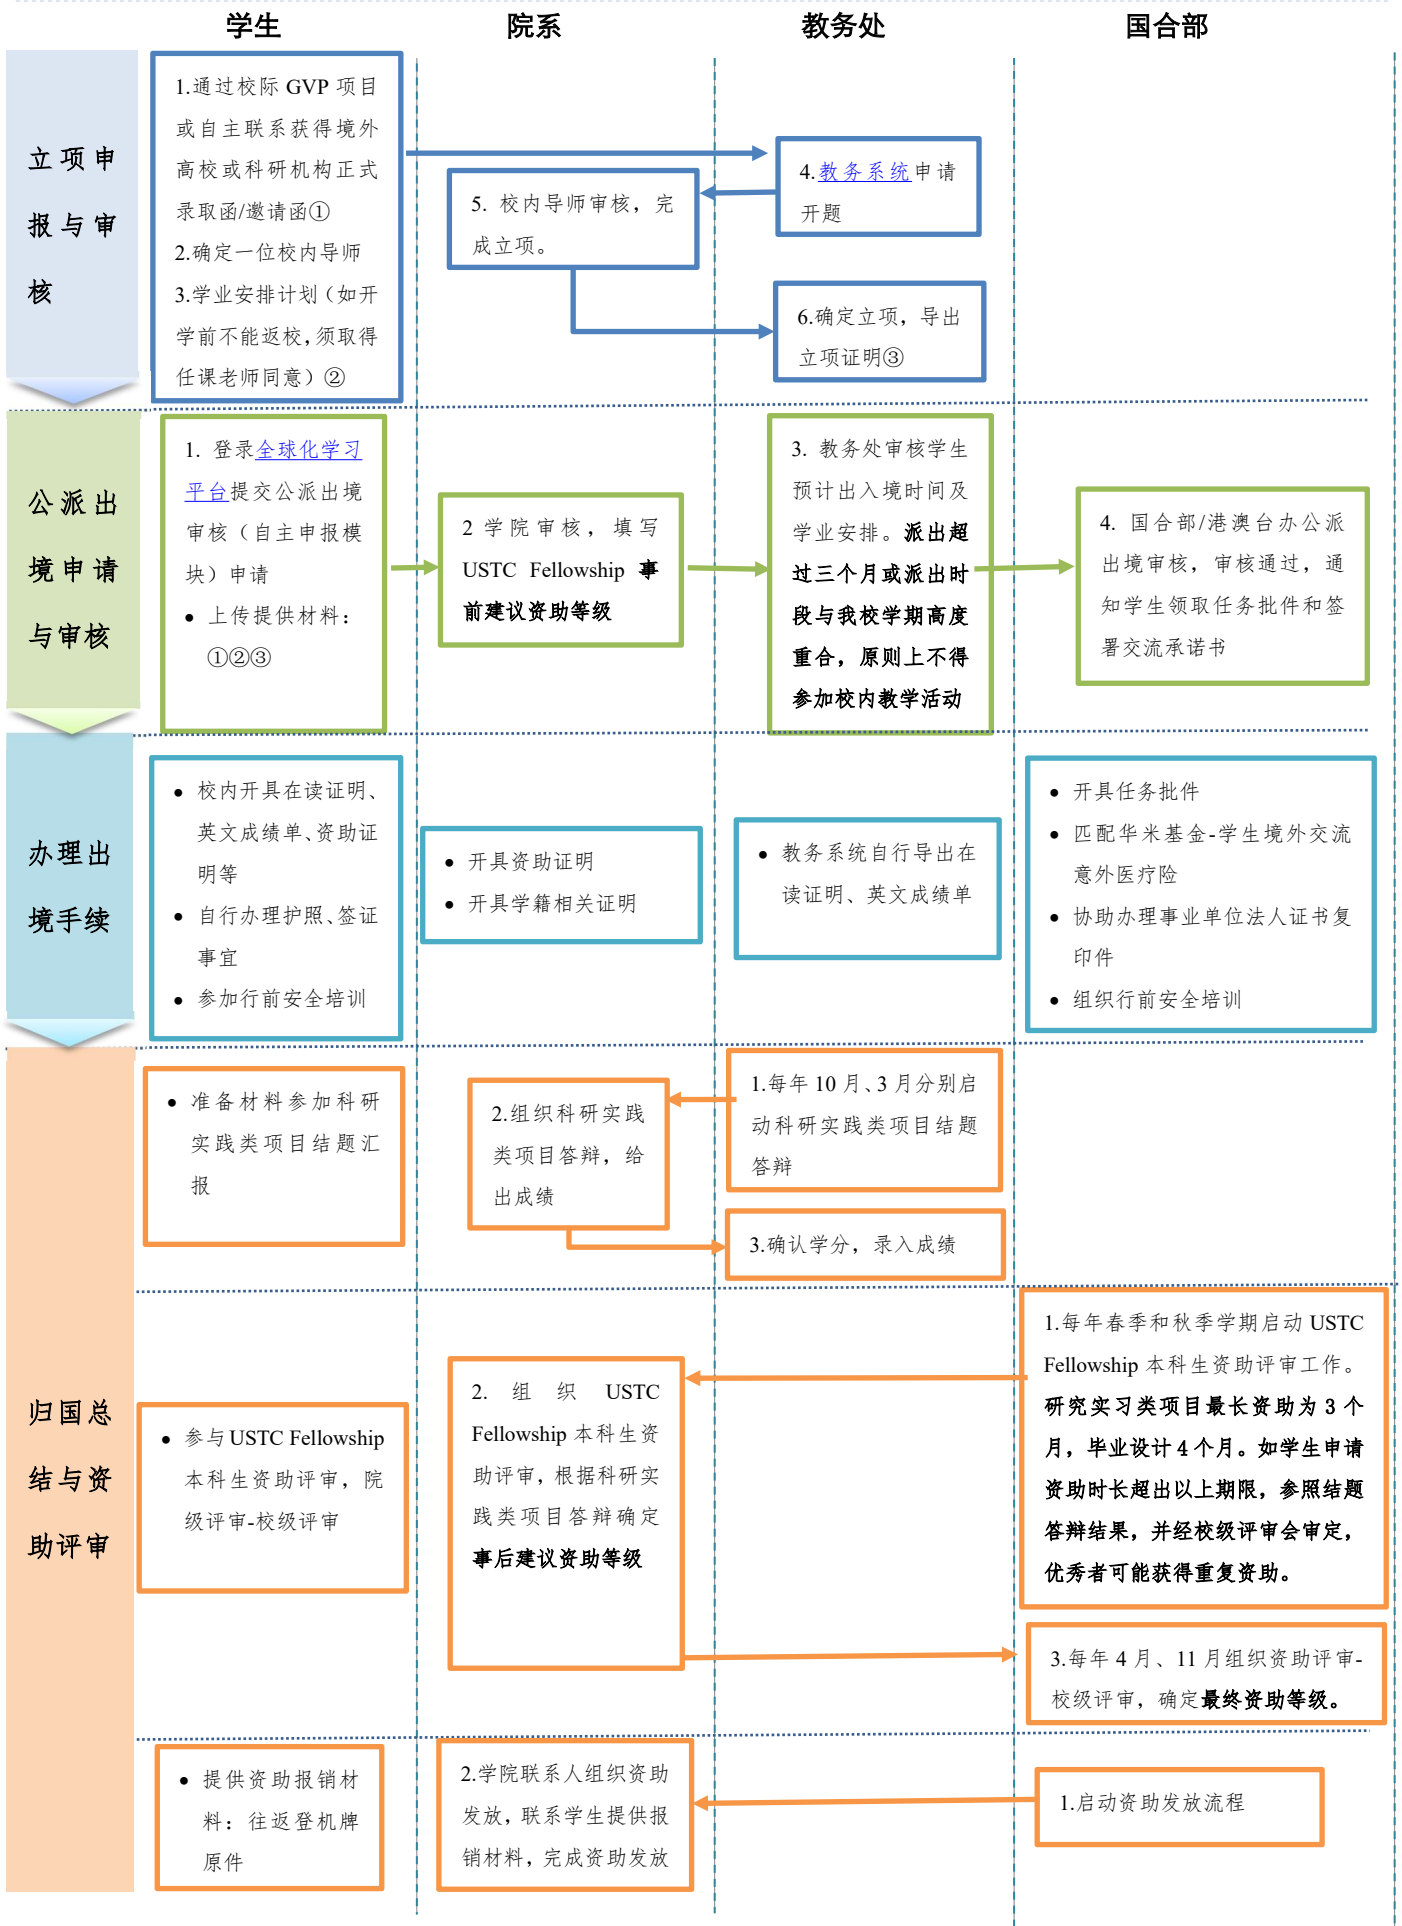 学生
院系
教务处
国合部
立项申
报与审
核
1.通过校际 GVP 项目
或自主联系获得境外
高校或科研机构正式
录取函/邀请函①
2.确定一位校内导师
3.学业安排计划（如开
学前不能返校,须取得
任课老师同意）②
5. 校内导师审核，完
成立项。
4.教务系统申请
开题
6.确定立项，导出
立项证明③
公派出
境申请
与审核
1. 登录全球化学习
平台提交公派出境
审核（自主申报模
块）申请
● 上传提供材料：
①②③
2 学院审核，填写
USTC Fellowship 事
前建议资助等级
3. 教务处审核学生
预计出入境时间及
学业安排。派出超
过三个月或派出时
段与我校学期高度
重合，原则上不得
参加校内教学活动
4. 国合部/港澳台办公派
出境审核，审核通过，通
知学生领取任务批件和签
署交流承诺书
办理出
境手续
● 校内开具在读证明、
英文成绩单、资助证
明等
● 自行办理护照、签证
事宜
● 参加行前安全培训
● 开具资助证明
● 开具学籍相关证明
● 教务系统自行导出在
读证明、英文成绩单
● 开具任务批件
● 匹配华米基金-学生境外交流
意外医疗险
● 协助办理事业单位法人证书复
印件
● 组织行前安全培训
归国总
结与资
助评审
● 准备材料参加科研
实践类项目结题汇
报
2.组织科研实践
类项目答辩，给
出成绩
1.每年 10 月、3 月分别启
动科研实践类项目结题
答辩
3.确认学分，录入成绩
● 参与 USTC Fellowship
本科生资助评审，院
级评审-校级评审
2. 组织 USTC
Fellowship 本科生资
助评审,根据科研实
践类项目答辩确定
事后建议资助等级
1.每年春季和秋季学期启动 USTC
Fellowship 本科生资助评审工作。
研究实习类项目最长资助为 3 个
月，毕业设计 4 个月。如学生申请
资助时长超出以上期限，参照结题
答辩结果，并经校级评审会审定，
优秀者可能获得重复资助。
3.每年 4 月、11 月组织资助评审-
校级评审，确定最终资助等级。
● 提供资助报销材
料：往返登机牌
原件
2.学院联系人组织资助
发放，联系学生提供报
销材料,完成资助发放
1.启动资助发放流程